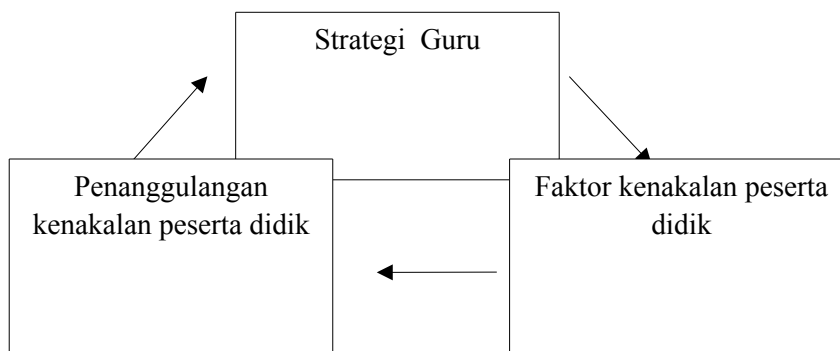 Strategi Guru
Penanggulangan
kenakalan peserta didik
Faktor kenakalan peserta
didik